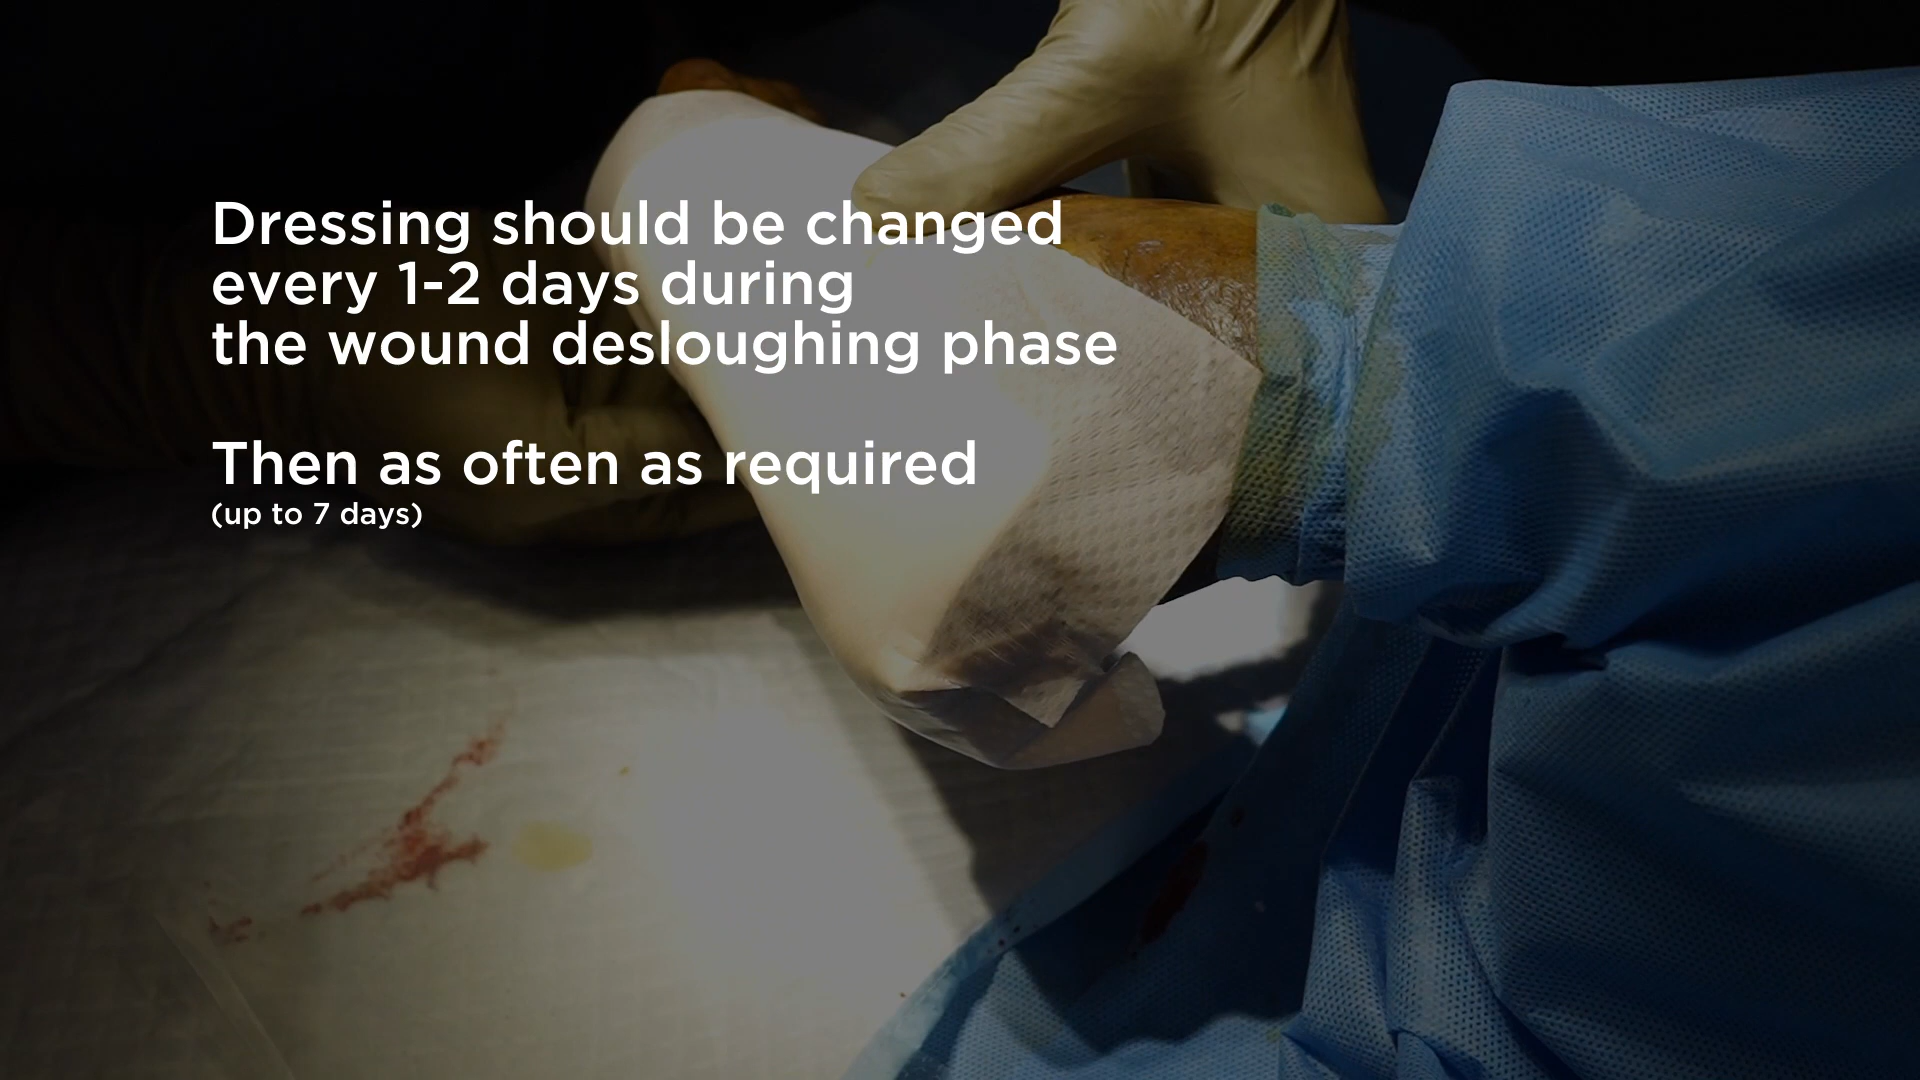 Dressing should be changed
every 1-2 days during
the wound desloughing phase
Then as often as required
(up to 7 days)